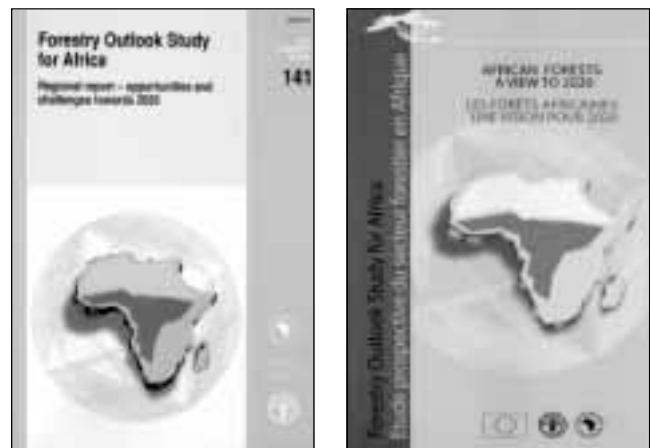 Forestry Outlook Study
for Africa
Regional report – opportunities and
challenges towards 2020
141
AFRICAN FORESTS
A VIEW TO 2020
LES FORÊTS AFRICAINES
UNE VISION POUR 2020
Forestry Outlook Study for Africa
Étude prospective du secteur forestier en Afrique